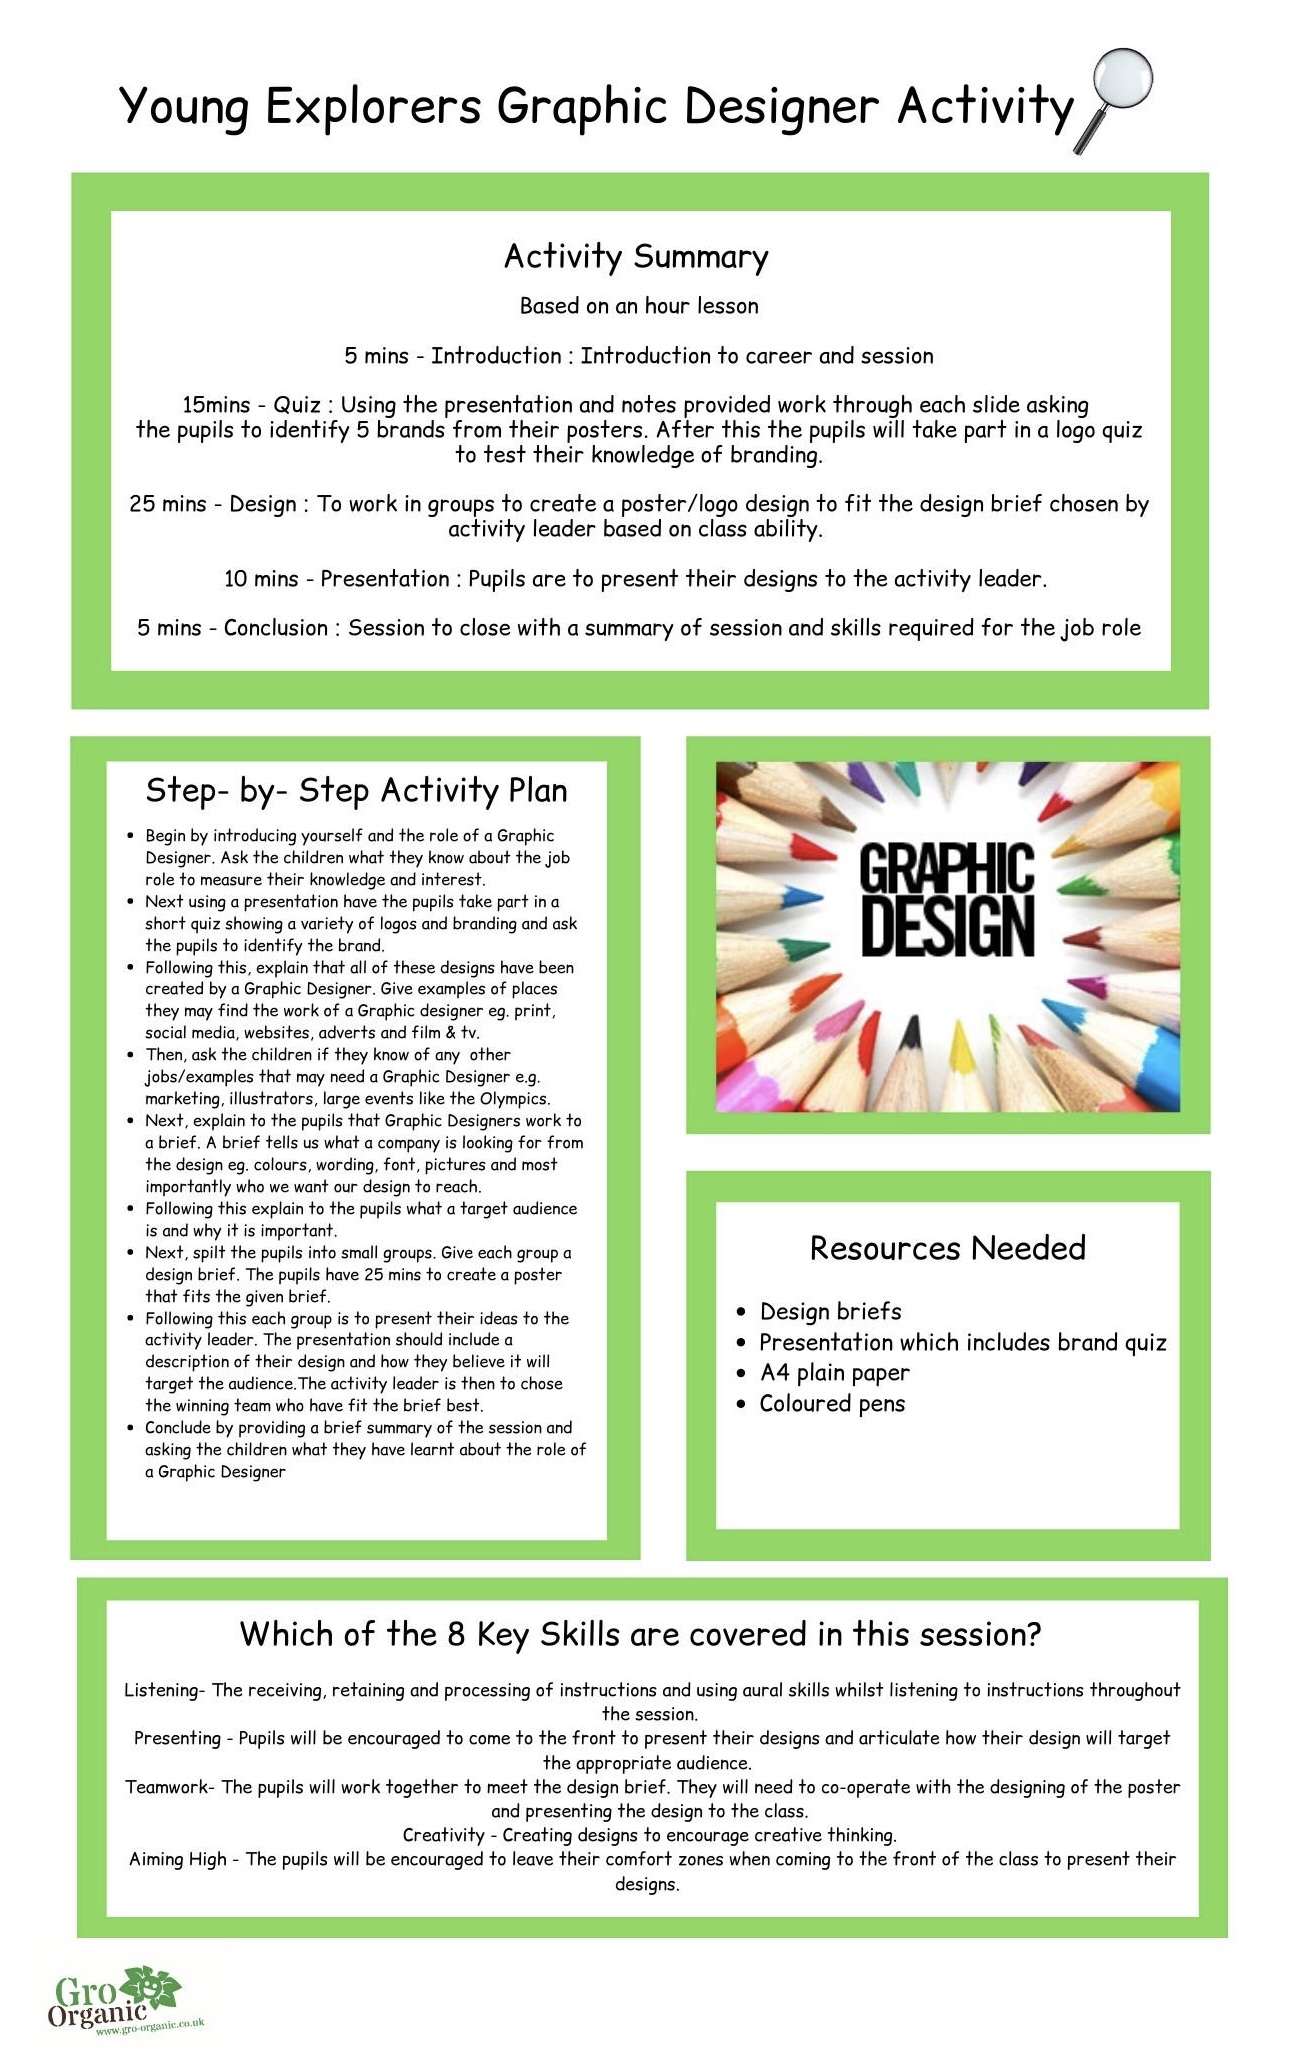 Young Explorers Graphic Designer Activity
Activity Summary
Based on an hour lesson
5 mins - Introduction : Introduction to career and session
15mins - Quiz : Using the presentation and notes provided work through each slide asking
the pupils to identify 5 brands from their posters. After this the pupils will take part in a logo quiz
to test their knowledge of branding.
25 mins - Design : To work in groups to create a poster/logo design to fit the design brief chosen by
activity leader based on class ability.
10 mins - Presentation : Pupils are to present their designs to the activity leader.
5 mins - Conclusion : Session to close with a summary of session and skills required for the job role
Step- by- Step Activity Plan
• Begin by introducing yourself and the role of a Graphic
Designer. Ask the children what they know about the job
role to measure their knowledge and interest.
• Next using a presentation have the pupils take part in a
short quiz showing a variety of logos and branding and ask
the pupils to identify the brand.
• Following this, explain that all of these designs have been
created by a Graphic Designer. Give examples of places
they may find the work of a Graphic designer eg. print,
social media, websites, adverts and film & tv.
• Then, ask the children if they know of any other
jobs/examples that may need a Graphic Designer e.g.
marketing, illustrators, large events like the Olympics.
• Next, explain to the pupils that Graphic Designers work to
a brief. A brief tells us what a company is looking for from
the design eg. colours, wording, font, pictures and most
importantly who we want our design to reach.
• Following this explain to the pupils what a target audience
is and why it is important.
• Next, spilt the pupils into small groups. Give each group a
design brief. The pupils have 25 mins to create a poster
that fits the given brief.
• Following this each group is to present their ideas to the
activity leader. The presentation should include a
description of their design and how they believe it will
target the audience.The activity leader is then to chose
the winning team who have fit the brief best.
• Conclude by providing a brief summary of the session and
asking the children what they have learnt about the role of
a Graphic Designer
GRAPHIC
DESIGN
Resources Needed
• Design briefs
• Presentation which includes brand quiz
• A4 plain paper
• Coloured pens
Which of the 8 Key Skills are covered in this session?
Listening- The receiving, retaining and processing of instructions and using aural skills whilst listening to instructions throughout
the session.
Presenting - Pupils will be encouraged to come to the front to present their designs and articulate how their design will target
the appropriate audience.
Teamwork- The pupils will work together to meet the design brief. They will need to co-operate with the designing of the poster
and presenting the design to the class.
Creativity - Creating designs to encourage creative thinking.
Aiming High - The pupils will be encouraged to leave their comfort zones when coming to the front of the class to present their
designs.
Gro
Organic
www.gro-organic.co.uk